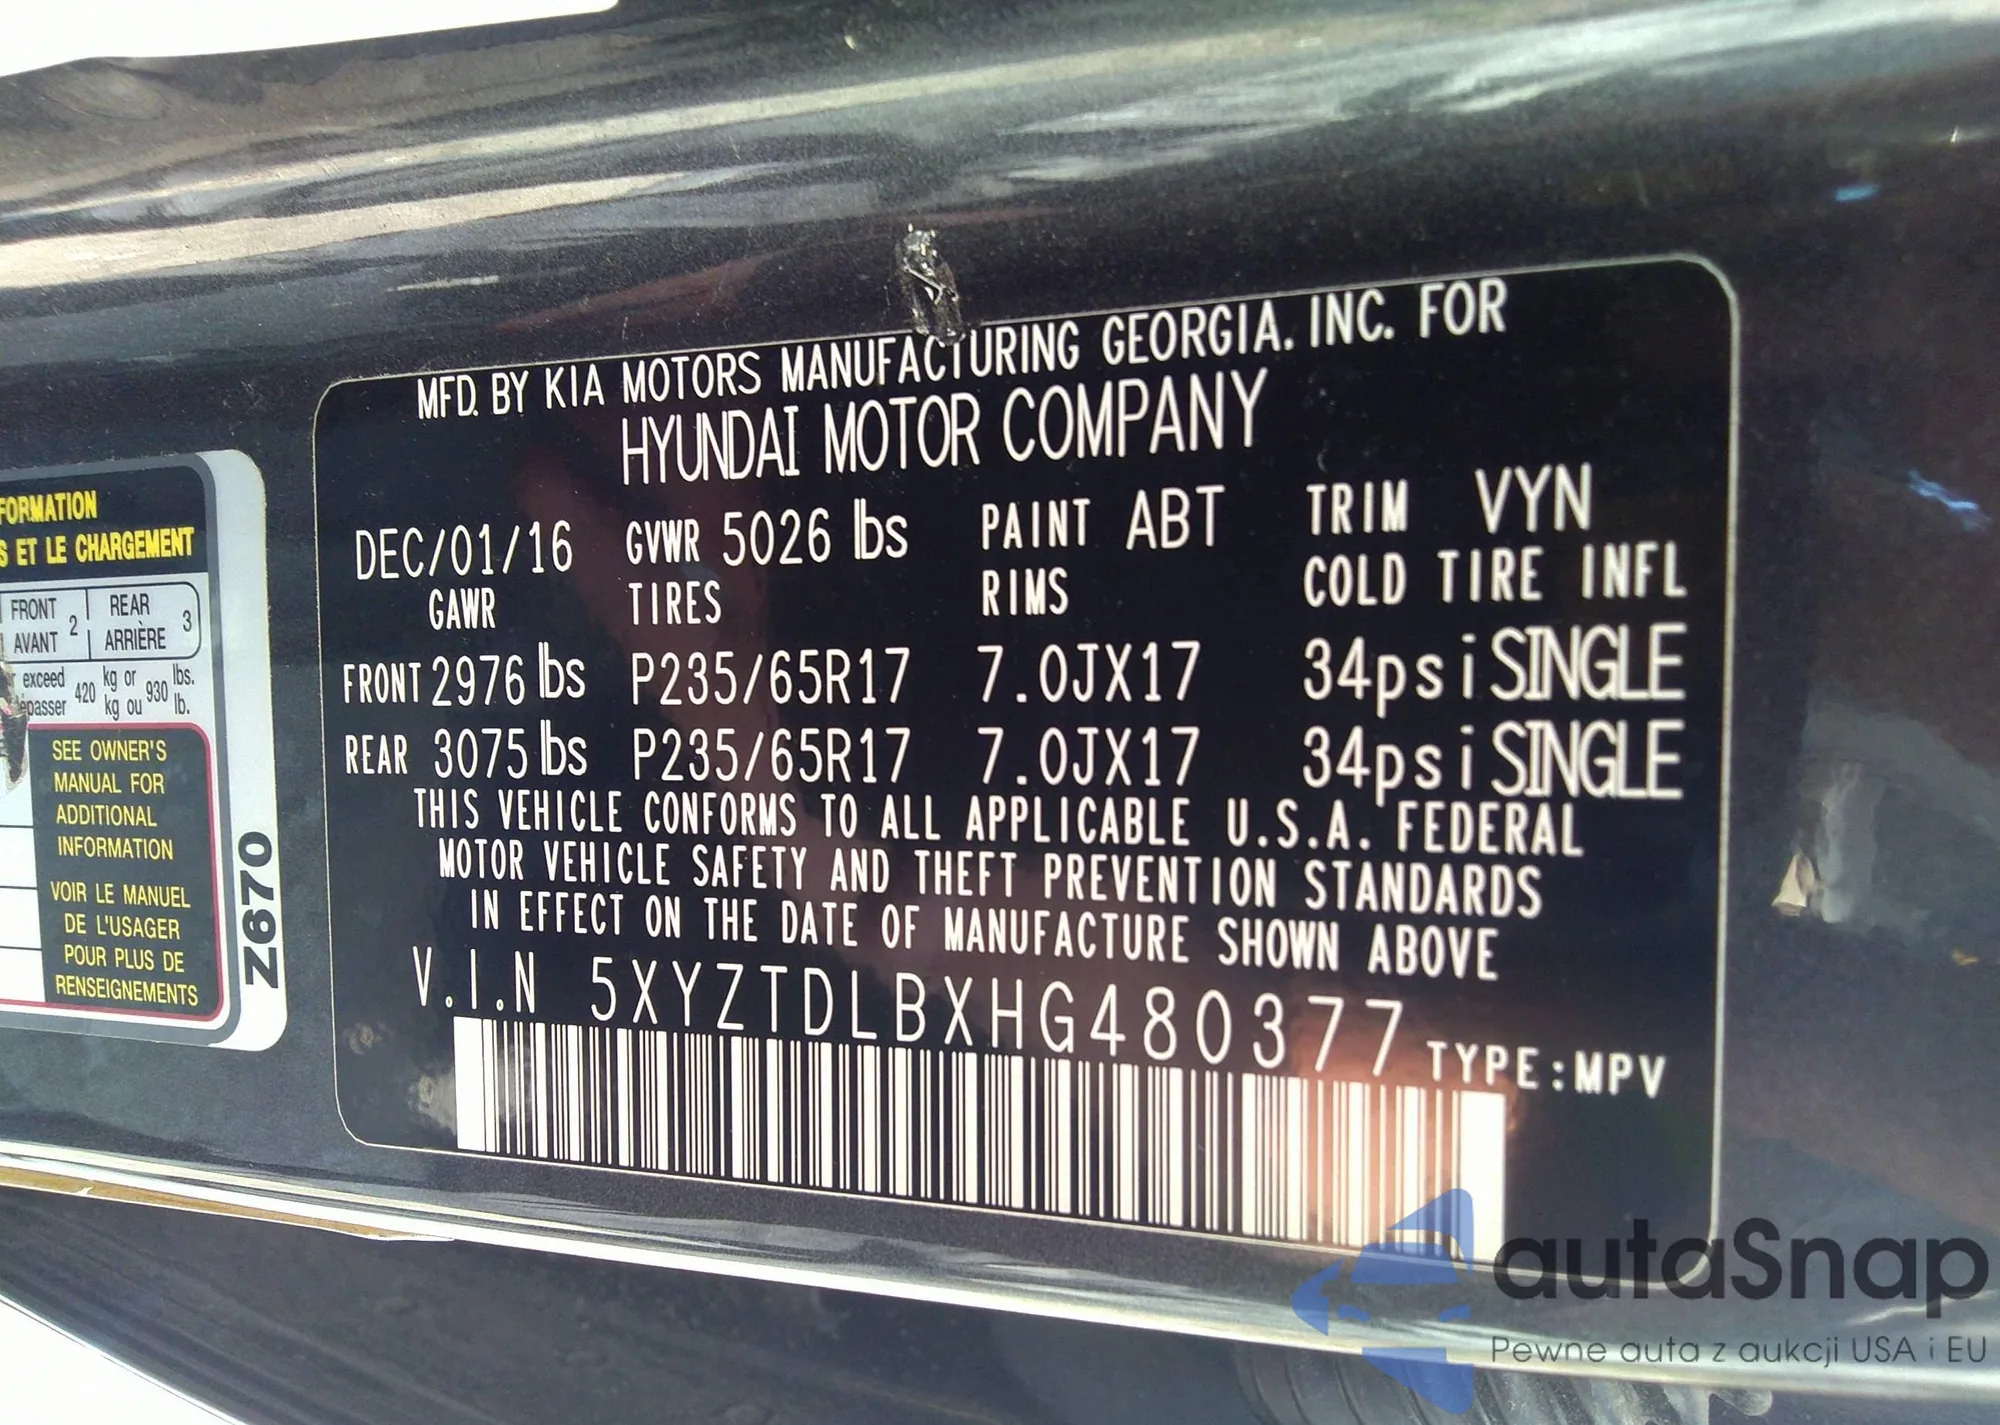 MFD. BY KIA MOTORS MANUFACTURING GEORGIA. INC. FOR
HYUNDAI MOTOR COMPANY
DEC/01/16 GVWR 5026 lbs PAINT ABT TRIM VYN
GAWR TIRES RIMS COLD TIRE INFL
FRONT 2976 lbs P235/65R17 7.0JX17 34psi SINGLE
REAR 3075 lbs P235/65R17 7.0JX17 34psi SINGLE
THIS VEHICLE CONFORMS TO ALL APPLICABLE U.S.A. FEDERAL
MOTOR VEHICLE SAFETY AND THEFT PREVENTION STANDARDS
IN EFFECT ON THE DATE OF MANUFACTURE SHOWN ABOVE
V.I.N 5XYZTDLBXHG480377 TYPE:MPV
FORMATION
S ET LE CHARGEMENT
FRONT 2 REAR 3
AVANT ARRIÈRE
exceed 420 kg or 930 lbs.
épasser kg ou lb.
SEE OWNER'S
MANUAL FOR
ADDITIONAL
INFORMATION
VOIR LE MANUEL
DE L'USAGER
POUR PLUS DE
RENSEIGNEMENTS
Z670
autaSnap
Pewne auta z aukcji USA i EU